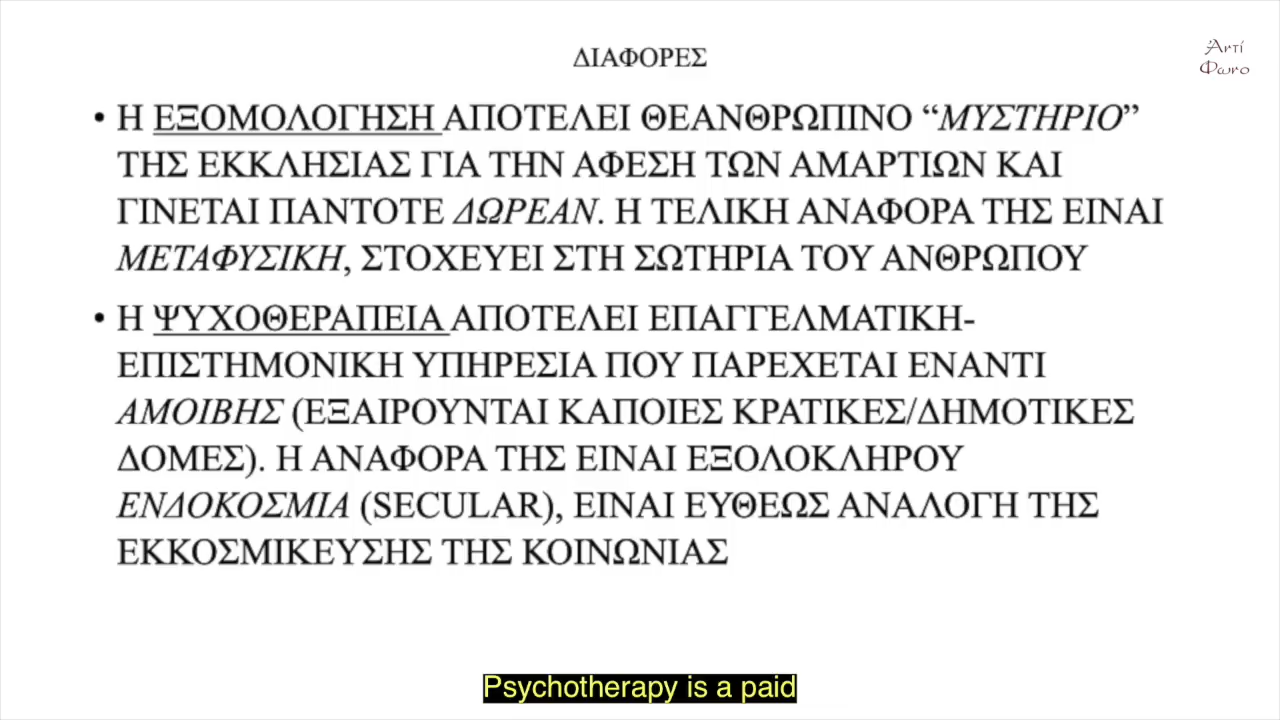 ΔΙΑΦΟΡΕΣ
Ἀρτί
Φωρο
• Η ΕΞΟΜΟΛΟΓΗΣΗ ΑΠΟΤΕΛΕΙ ΘΕΑΝΘΡΩΠΙΝΟ “ΜΥΣΤΗΡΙΟ”
ΤΗΣ ΕΚΚΛΗΣΙΑΣ ΓΙΑ ΤΗΝ ΑΦΕΣΗ ΤΩΝ ΑΜΑΡΤΙΩΝ ΚΑΙ
ΓΙΝΕΤΑΙ ΠΑΝΤΟΤΕ ΔΩΡΕΑΝ. Η ΤΕΛΙΚΗ ΑΝΑΦΟΡΑ ΤΗΣ ΕΙΝΑΙ
ΜΕΤΑΦΥΣΙΚΗ, ΣΤΟΧΕΥΕΙ ΣΤΗ ΣΩΤΗΡΙΑ ΤΟΥ ΑΝΘΡΩΠΟΥ
• Η ΨΥΧΟΘΕΡΑΠΕΙΑ ΑΠΟΤΕΛΕΙ ΕΠΑΓΓΕΛΜΑΤΙΚΗ-
ΕΠΙΣΤΗΜΟΝΙΚΗ ΥΠΗΡΕΣΙΑ ΠΟΥ ΠΑΡΕΧΕΤΑΙ ΕΝΑΝΤΙ
ΑΜΟΙΒΗΣ (ΕΞΑΙΡΟΥΝΤΑΙ ΚΑΠΟΙΕΣ ΚΡΑΤΙΚΕΣ/ΔΗΜΟΤΙΚΕΣ
ΔΟΜΕΣ). Η ΑΝΑΦΟΡΑ ΤΗΣ ΕΙΝΑΙ ΕΞΟΛΟΚΛΗΡΟΥ
ΕΝΔΟΚΟΣΜΙΑ (SECULAR), ΕΙΝΑΙ ΕΥΘΕΩΣ ΑΝΑΛΟΓΗ ΤΗΣ
ΕΚΚΟΣΜΙΚΕΥΣΗΣ ΤΗΣ ΚΟΙΝΩΝΙΑΣ
Psychotherapy is a paid